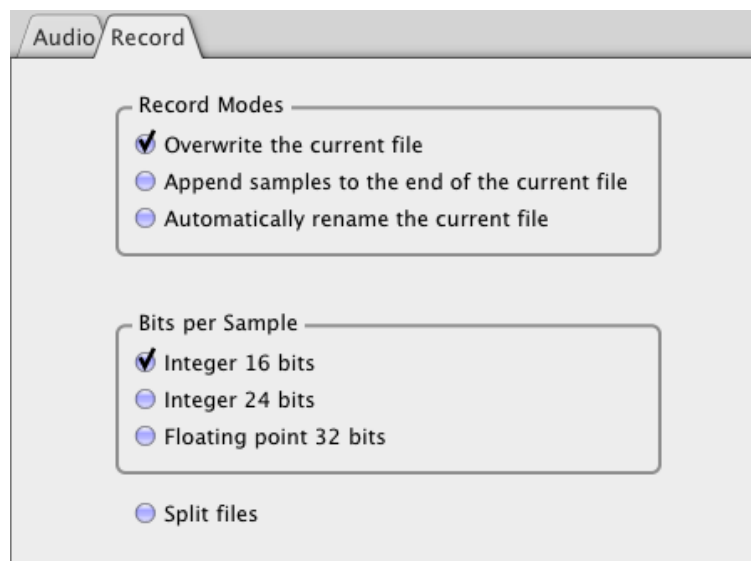 Audio Record
Record Modes
Overwrite the current file
Append samples to the end of the current file
Automatically rename the current file
Bits per Sample
Integer 16 bits
Integer 24 bits
Floating point 32 bits
Split files